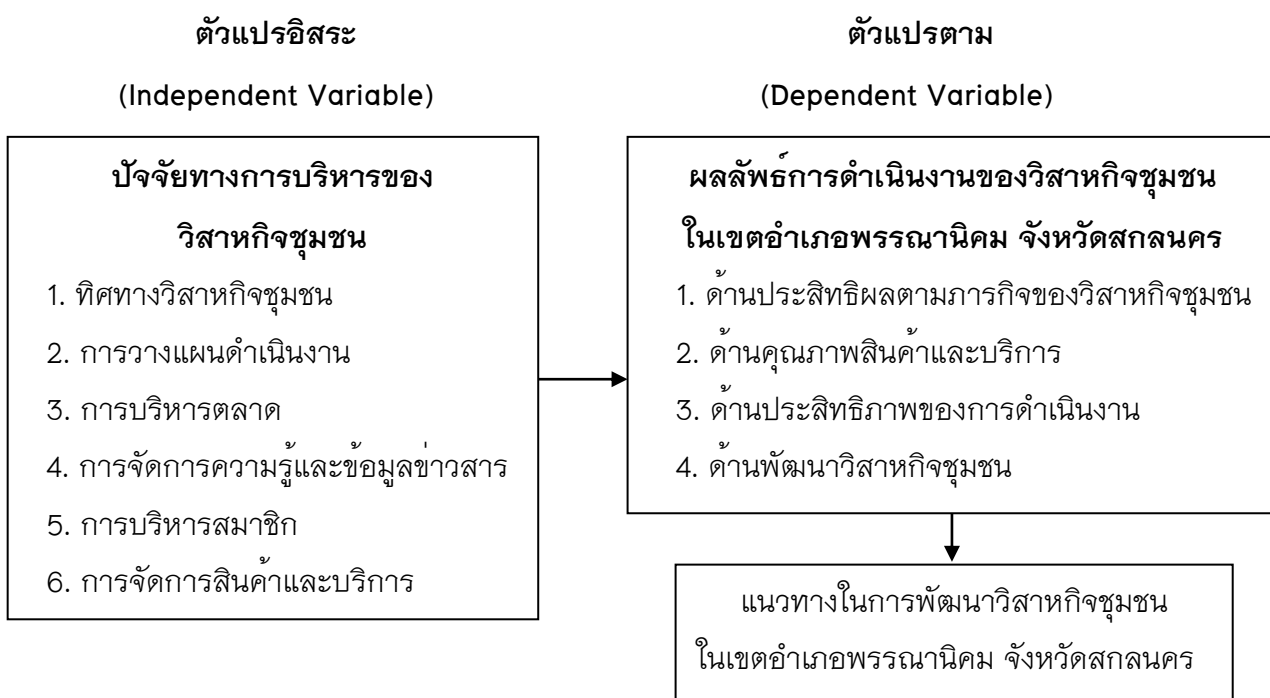 ตัวแปรอิสระ
(Independent Variable)
ปัจจัยทางการบริหารของ
วิสาหกิจชุมชน
1. ทิศทางวิสาหกิจชุมชน
2. การวางแผนดำเนินงาน
3. การบริหารตลาด
4. การจัดการความรู้และข้อมูลข่าวสาร
5. การบริหารสมาชิก
6. การจัดการสินค้าและบริการ
ตัวแปรตาม
(Dependent Variable)
ผลลัพธ์การดำเนินงานของวิสาหกิจชุมชน
ในเขตอำเภอพรรณานิคม จังหวัดสกลนคร
1. ด้านประสิทธิผลตามภารกิจของวิสาหกิจชุมชน
2. ด้านคุณภาพสินค้าและบริการ
3. ด้านประสิทธิภาพของการดำเนินงาน
4. ด้านพัฒนาวิสาหกิจชุมชน
แนวทางในการพัฒนาวิสาหกิจชุมชน
ในเขตอำเภอพรรณานิคม จังหวัดสกลนคร